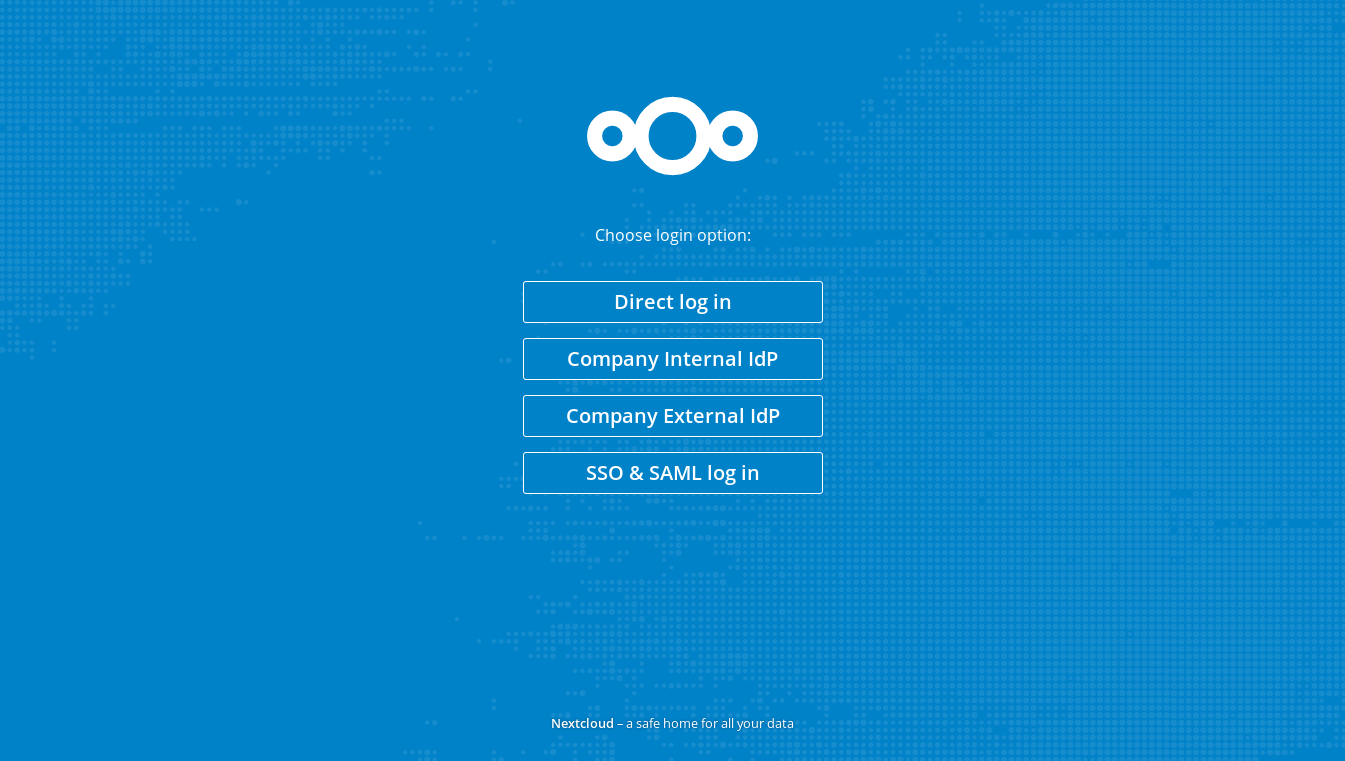 Choose login option:
Direct log in
Company Internal IdP
Company External IdP
SSO & SAML log in
Nextcloud – a safe home for all your data